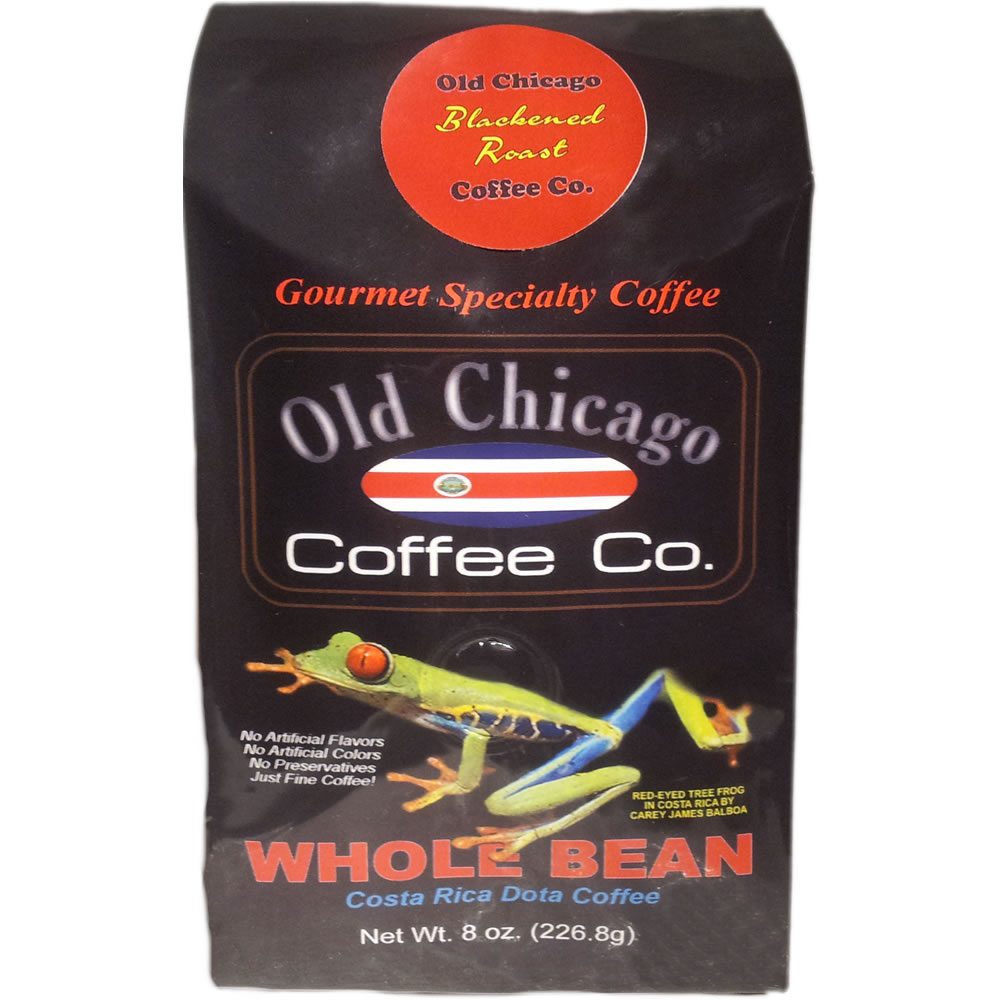 Old Chicago
Blackened
Roast
Coffee Co.
Gourmet Specialty Coffee
Old Chicago
Coffee Co.
No Artificial Flavors
No Artificial Colors
No Preservatives
Just Fine Coffee!
RED-EYED TREE FROG
IN COSTA RICA BY
CAREY JAMES BALBOA
WHOLE BEAN
Costa Rica Dota Coffee
Net Wt. 8 oz. (226.8g)